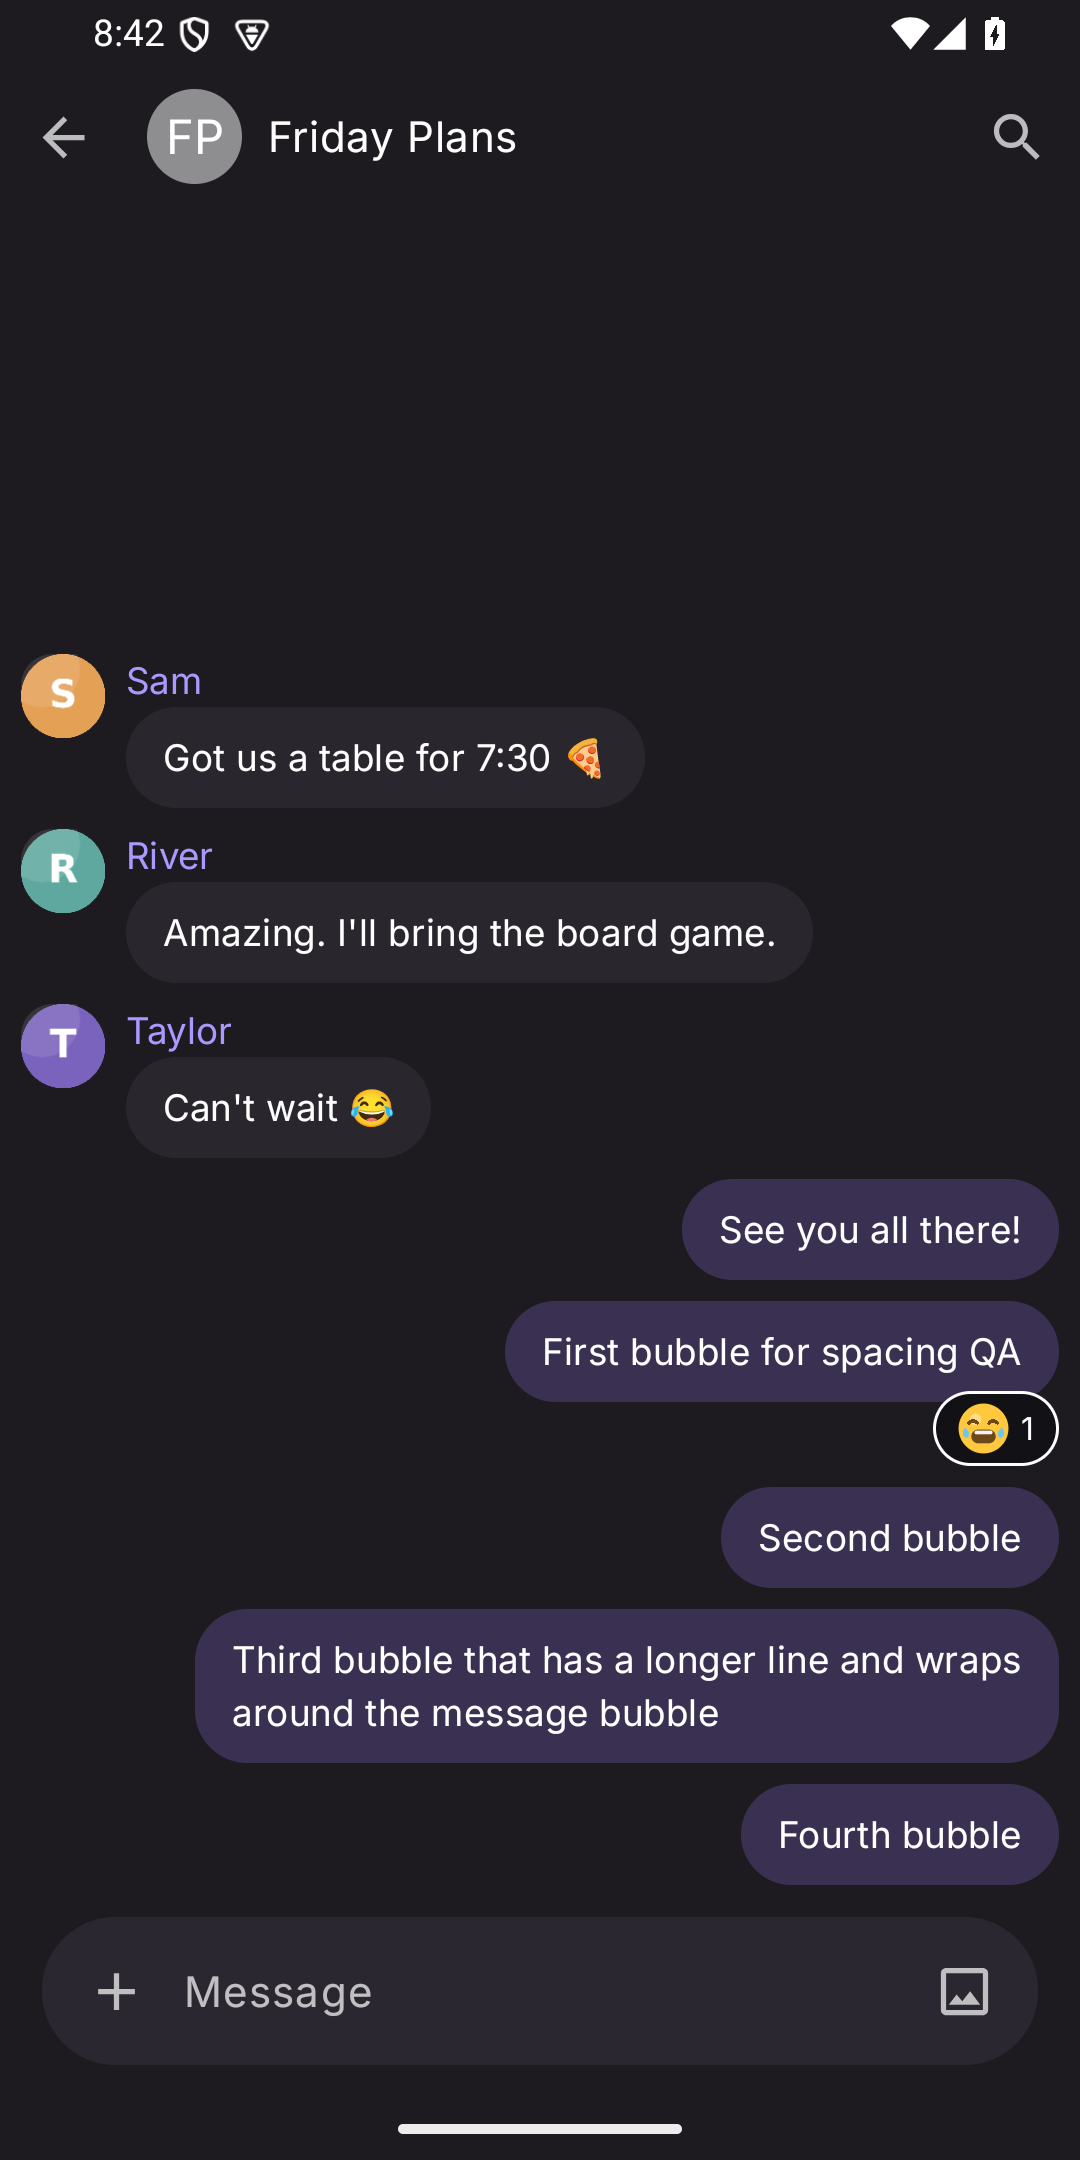 8:42
FP Friday Plans
S Sam
Got us a table for 7:30 🍕
R River
Amazing. I'll bring the board game.
T Taylor
Can't wait 😂
See you all there!
First bubble for spacing QA
😂 1
Second bubble
Third bubble that has a longer line and wraps
around the message bubble
Fourth bubble
Message